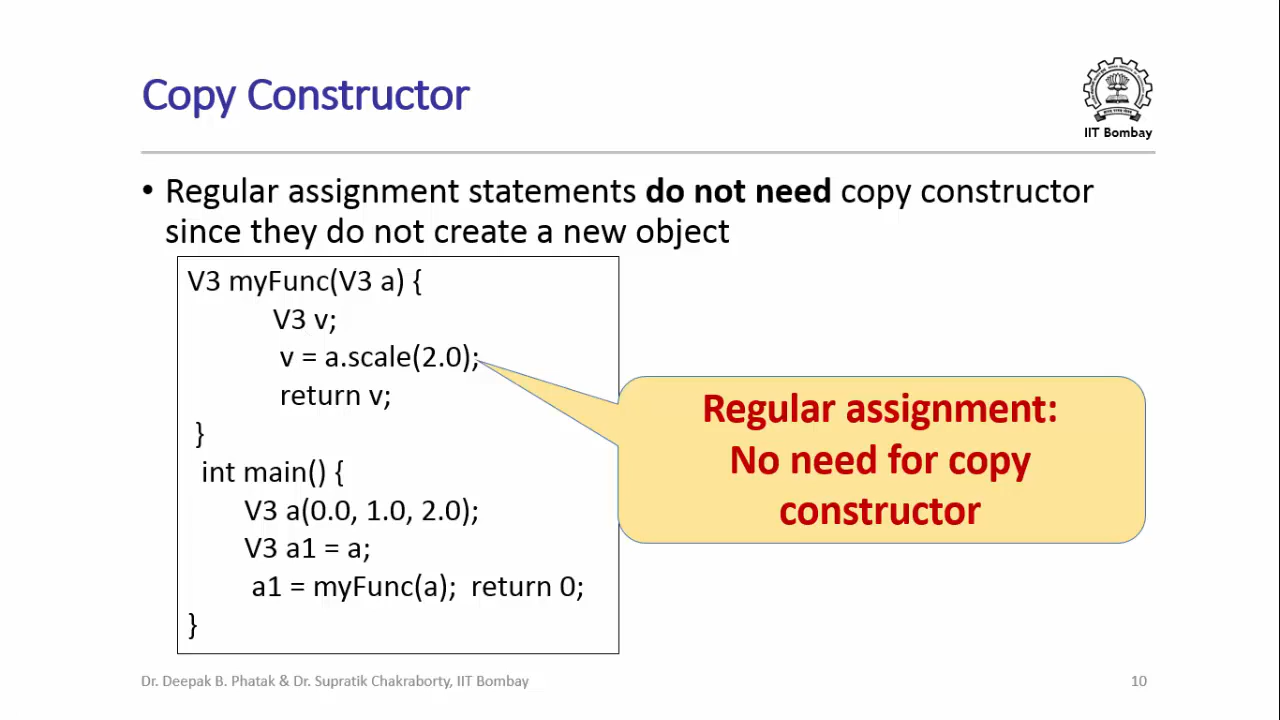 Copy Constructor
IIT Bombay
• Regular assignment statements do not need copy constructor
since they do not create a new object
V3 myFunc(V3 a) {
V3 v;
v = a.scale(2.0);
return v;
}
int main() {
V3 a(0.0, 1.0, 2.0);
V3 a1 = a;
a1 = myFunc(a); return 0;
}
Regular assignment:
No need for copy
constructor
Dr. Deepak B. Phatak & Dr. Supratik Chakraborty, IIT Bombay
10